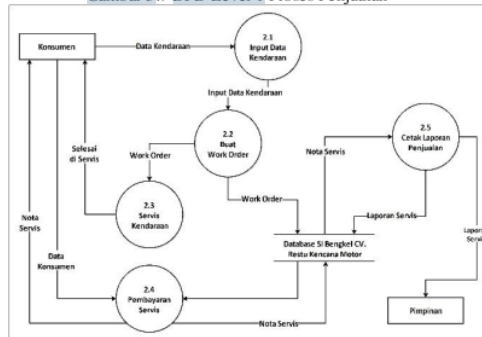 Konsumen
Data Kendaraan
2.1
Input Data
Kendaraan
Input Data Kendaraan
2.2
Buat
Work Order
2.5
Cetak Laporan
Penjualan
Selesai
di Servis
Work Order
Nota Servis
2.3
Servis
Kendaraan
Work Order
Laporan Servis
Nota
Servis
Database SI Bengkel CV.
Restu Kencana Motor
Data
Konsumen
2.4
Pembayaran
Servis
Nota Servis
Pimpinan